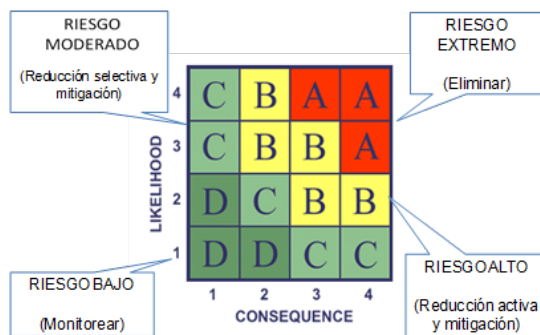 RIESGO
MODERADO
(Reducción selectiva y
mitigación)
RIESGO
EXTREMO
(Eliminar)
LIKELIHOOD
4 C B A A
3 C B B A
2 D C B B
1 D D C C
1 2 3 4
CONSEQUENCE
RIESGO BAJO
(Monitorear)
RIESGOALTO
(Reducción activa
y mitigación)